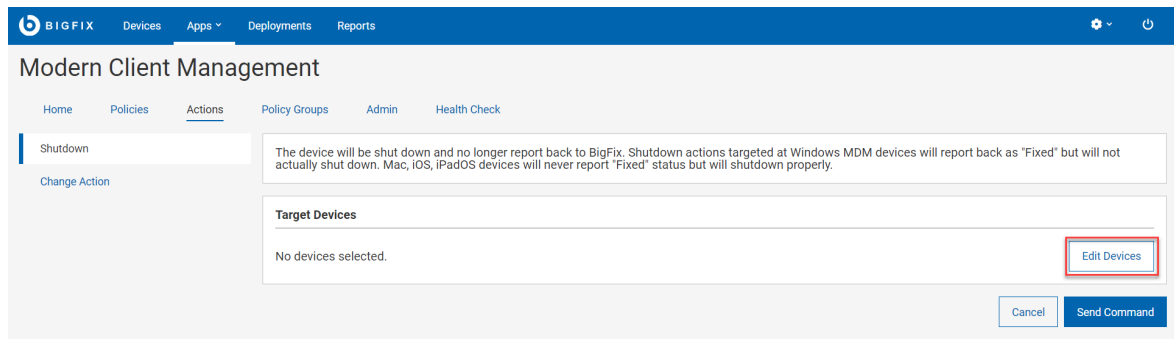 BIGFIX Devices Apps Deployments Reports
Modern Client Management
Home Policies Actions Policy Groups Admin Health Check
Shutdown
Change Action
The device will be shut down and no longer report back to BigFix. Shutdown actions targeted at Windows MDM devices will report back as "Fixed" but will not
actually shut down. Mac, iOS, iPadOS devices will never report "Fixed" status but will shutdown properly.
Target Devices
No devices selected.
Edit Devices
Cancel Send Command